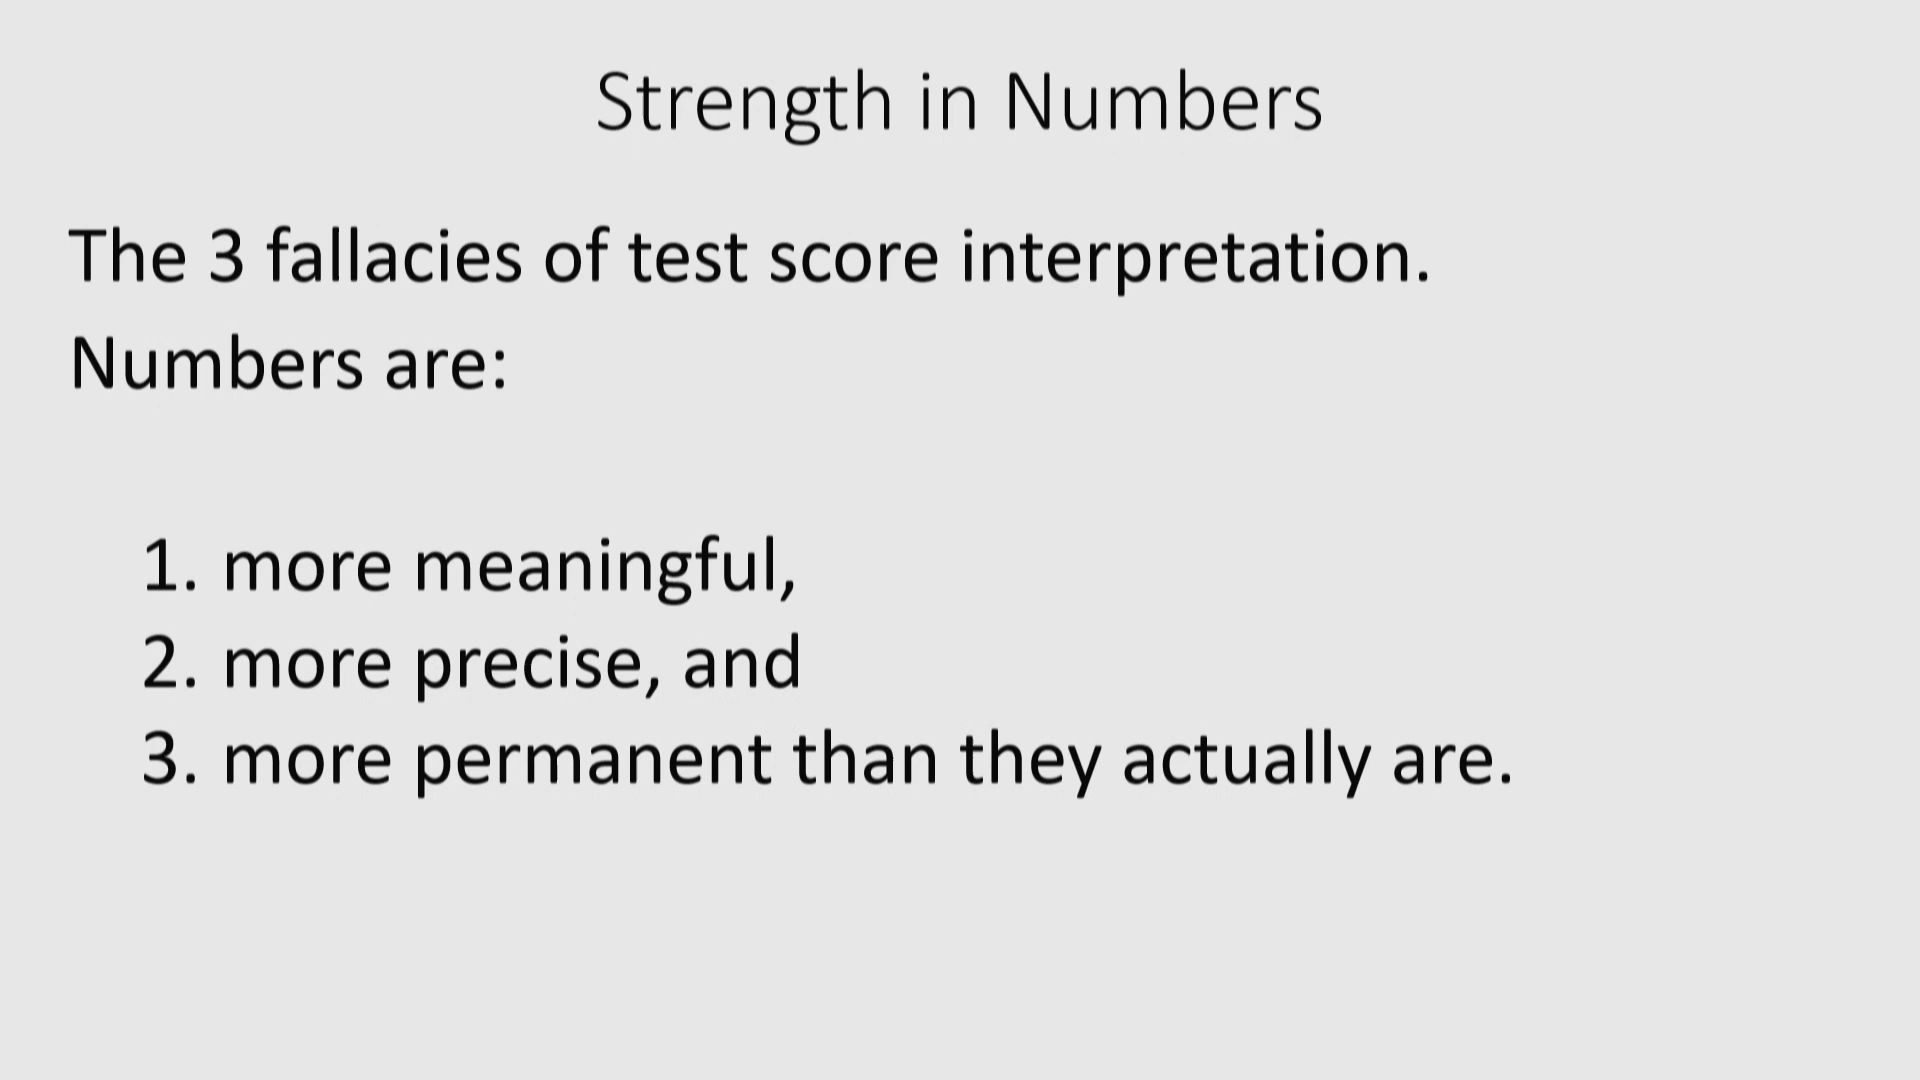 Strength in Numbers
The 3 fallacies of test score interpretation.
Numbers are:
1. more meaningful,
2. more precise, and
3. more permanent than they actually are.